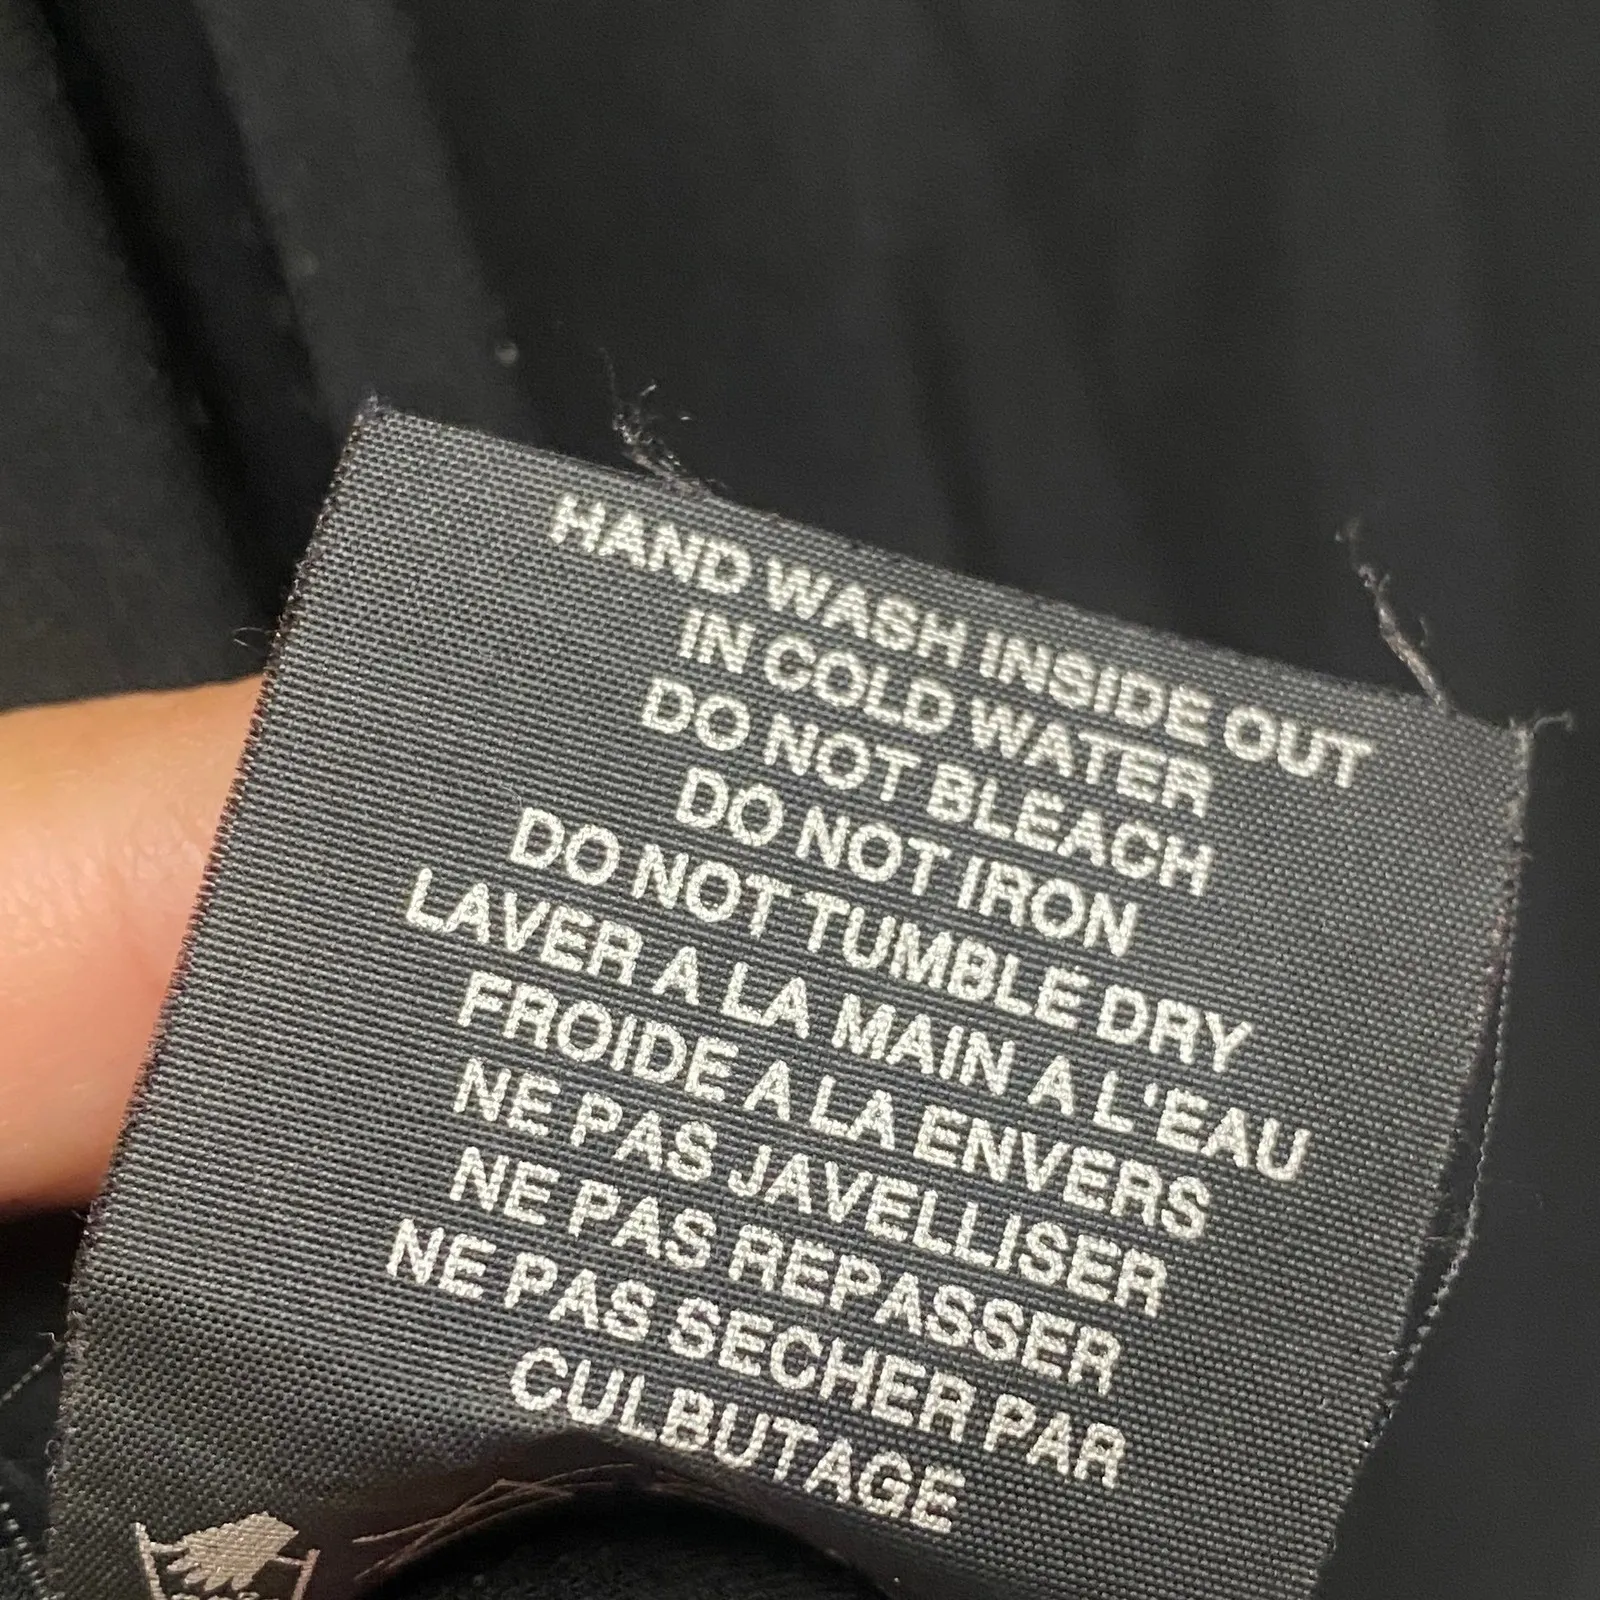 HAND WASH INSIDE OUT
IN COLD WATER
DO NOT BLEACH
DO NOT IRON
DO NOT TUMBLE DRY
LAVER A LA MAIN A L'EAU
FROIDE A LA ENVERS
NE PAS JAVELLISER
NE PAS REPASSER
NE PAS SECHER PAR
CULBUTAGE